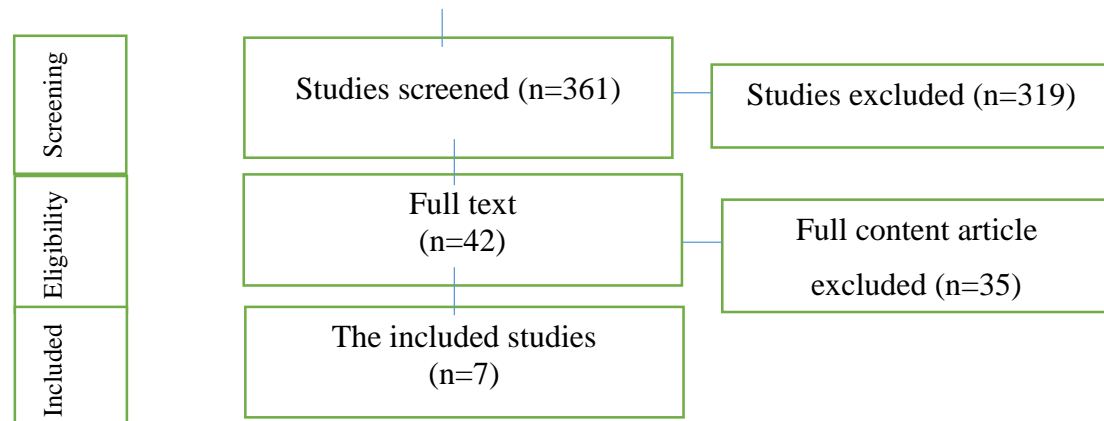 Screening
Studies screened (n=361)
Studies excluded (n=319)
Eligibility
Full text
(n=42)
Full content article
excluded (n=35)
Included
The included studies
(n=7)